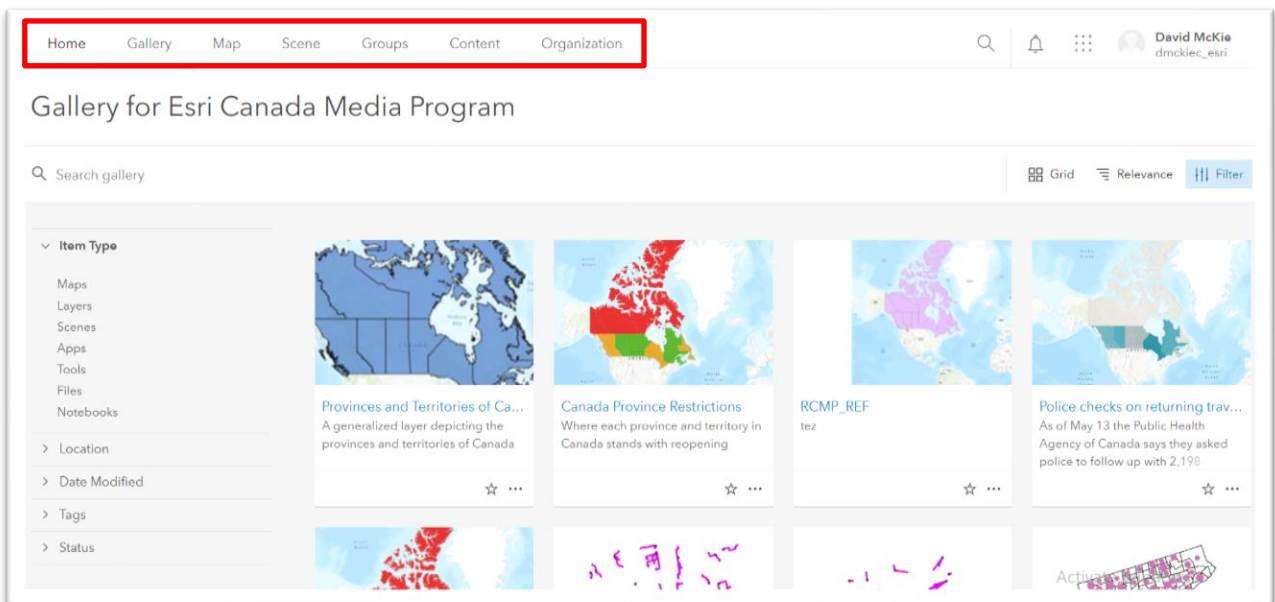 Home Gallery Map Scene Groups Content Organization
David McKie
dmckiec_esri
Gallery for Esri Canada Media Program
Search gallery
Grid Relevance Filter
Item Type
Maps
Layers
Scenes
Apps
Tools
Files
Notebooks
Location
Date Modified
Tags
Status
Provinces and Territories of Ca...
A generalized layer depicting the
provinces and territories of Canada
Canada Province Restrictions
Where each province and territory in
Canada stands with reopening
RCMP_REF
tez
Police checks on returning trav...
As of May 13 the Public Health
Agency of Canada says they asked
police to follow up with 2,198